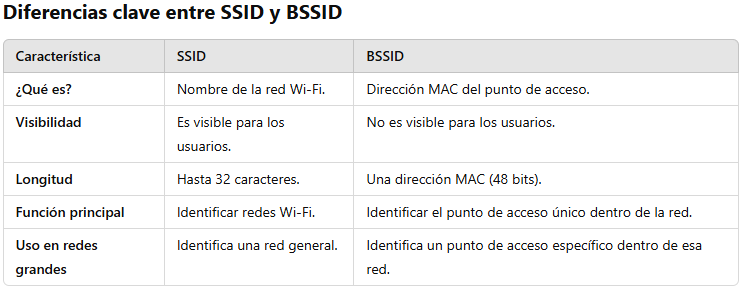 Diferencias clave entre SSID y BSSID
Característica SSID BSSID
¿Qué es? Nombre de la red Wi-Fi. Dirección MAC del punto de acceso.
Visibilidad Es visible para los No es visible para los usuarios.
usuarios.
Longitud Hasta 32 caracteres. Una dirección MAC (48 bits).
Función principal Identificar redes Wi-Fi. Identificar el punto de acceso único dentro de la red.
Uso en redes Identifica una red general. Identifica un punto de acceso específico dentro de esa
grandes red.